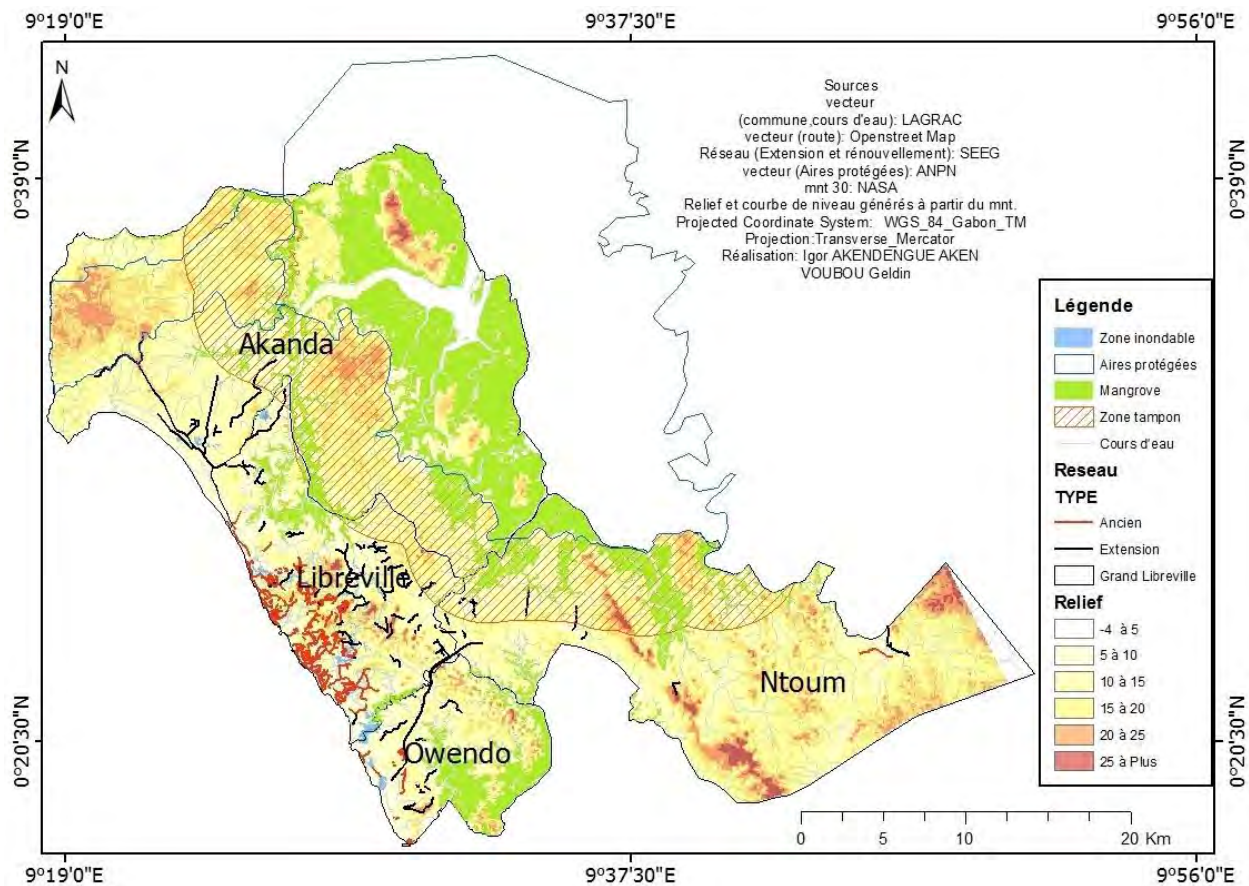 9°19'0"E
9°37'30"E
9°56'0"E
N
Sources
vecteur
(commune,cours d'eau): LAGRAC
vecteur (route): Openstreet Map
Réseau (Extension et rénouvellement): SEEG
vecteur (Aires protégées): ANPN
mnt 30: NASA
Relief et courbe de niveau générés à partir du mnt.
Projected Coordinate System: WGS_84_Gabon_TM
Projection:Transverse_Mercator
Réalisation: Igor AKENDENGUE AKEN
VOUBOU Geldin
0°39'0"N
0°39'0"N
Légende
Zone inondable
Aires protégées
Mangrove
Zone tampon
Cours d'eau
Reseau
TYPE
Ancien
Extension
Grand Libreville
Relief
-4 à 5
5 à 10
10 à 15
15 à 20
20 à 25
25 à Plus
Akanda
Libreville
Ntoum
Owendo
0°20'30"N
0°20'30"N
0 5 10 20 Km
9°19'0"E
9°37'30"E
9°56'0"E